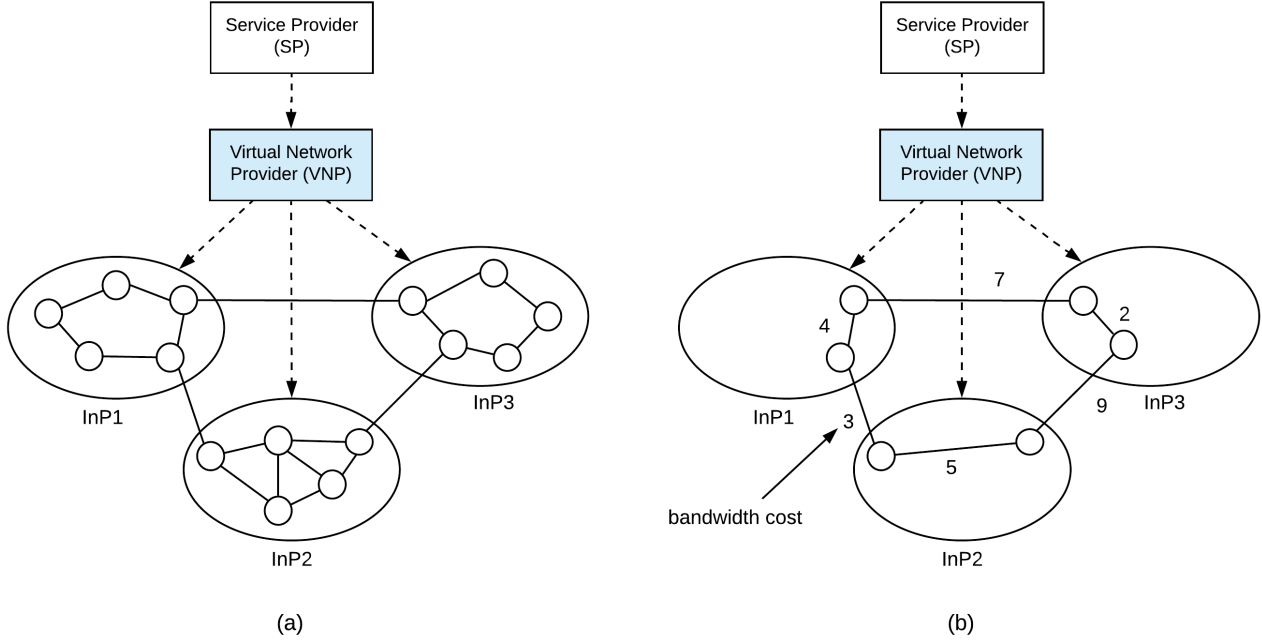 Service Provider
(SP)
Virtual Network
Provider (VNP)
InP1
InP3
InP2
(a)
Service Provider
(SP)
Virtual Network
Provider (VNP)
7
4
2
InP1
3
9
InP3
5
bandwidth cost
InP2
(b)